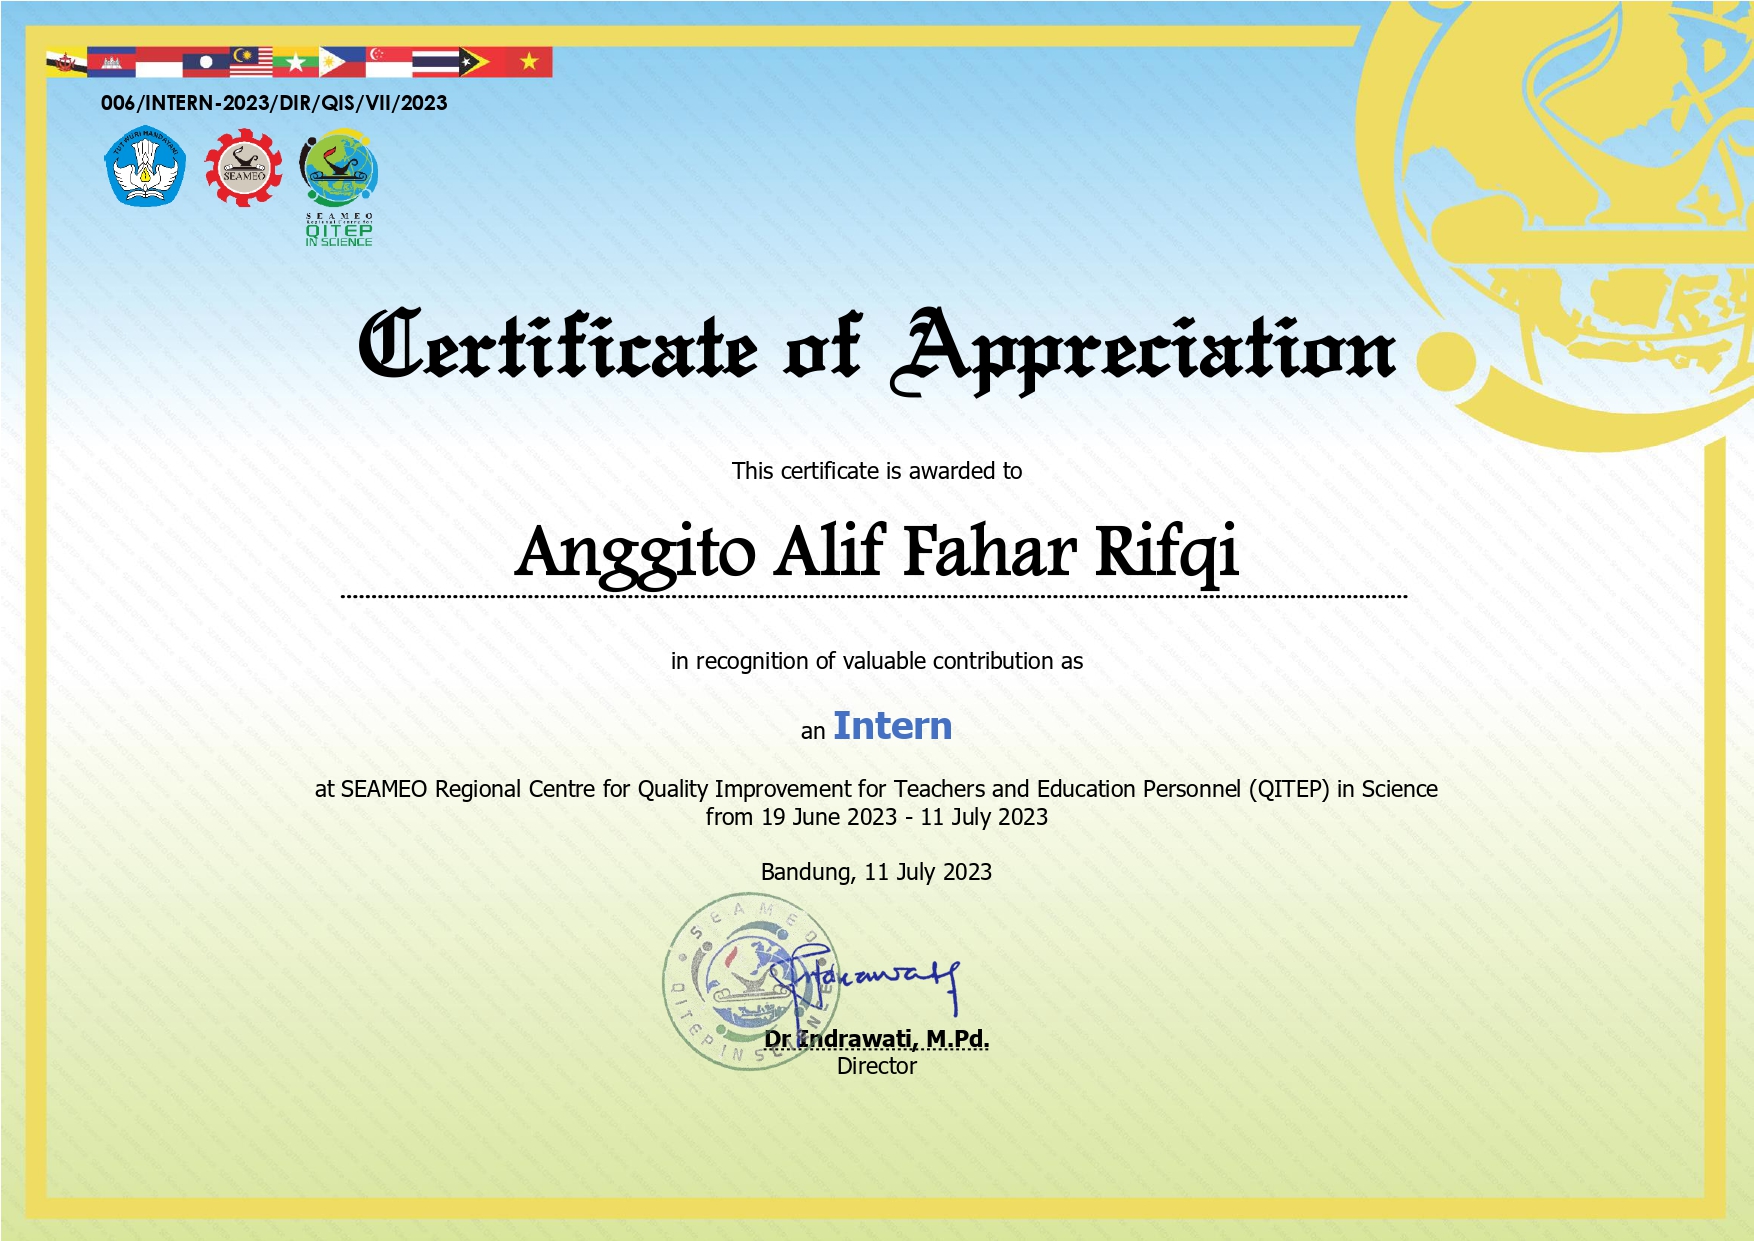 006/INTERN-2023/DIR/QIS/VII/2023
TUT WURI HANDAYANI
SEAMEO
SEAMEO
Regional Centre for
QITEP
IN SCIENCE
Certificate of Appreciation
This certificate is awarded to
Anggito Alif Fahar Rifqi
in recognition of valuable contribution as
an Intern
at SEAMEO Regional Centre for Quality Improvement for Teachers and Education Personnel (QITEP) in Science
from 19 June 2023 - 11 July 2023
Bandung, 11 July 2023
SEAMEO
QITEP IN SCIENCE
Dr Indrawati, M.Pd.
Director